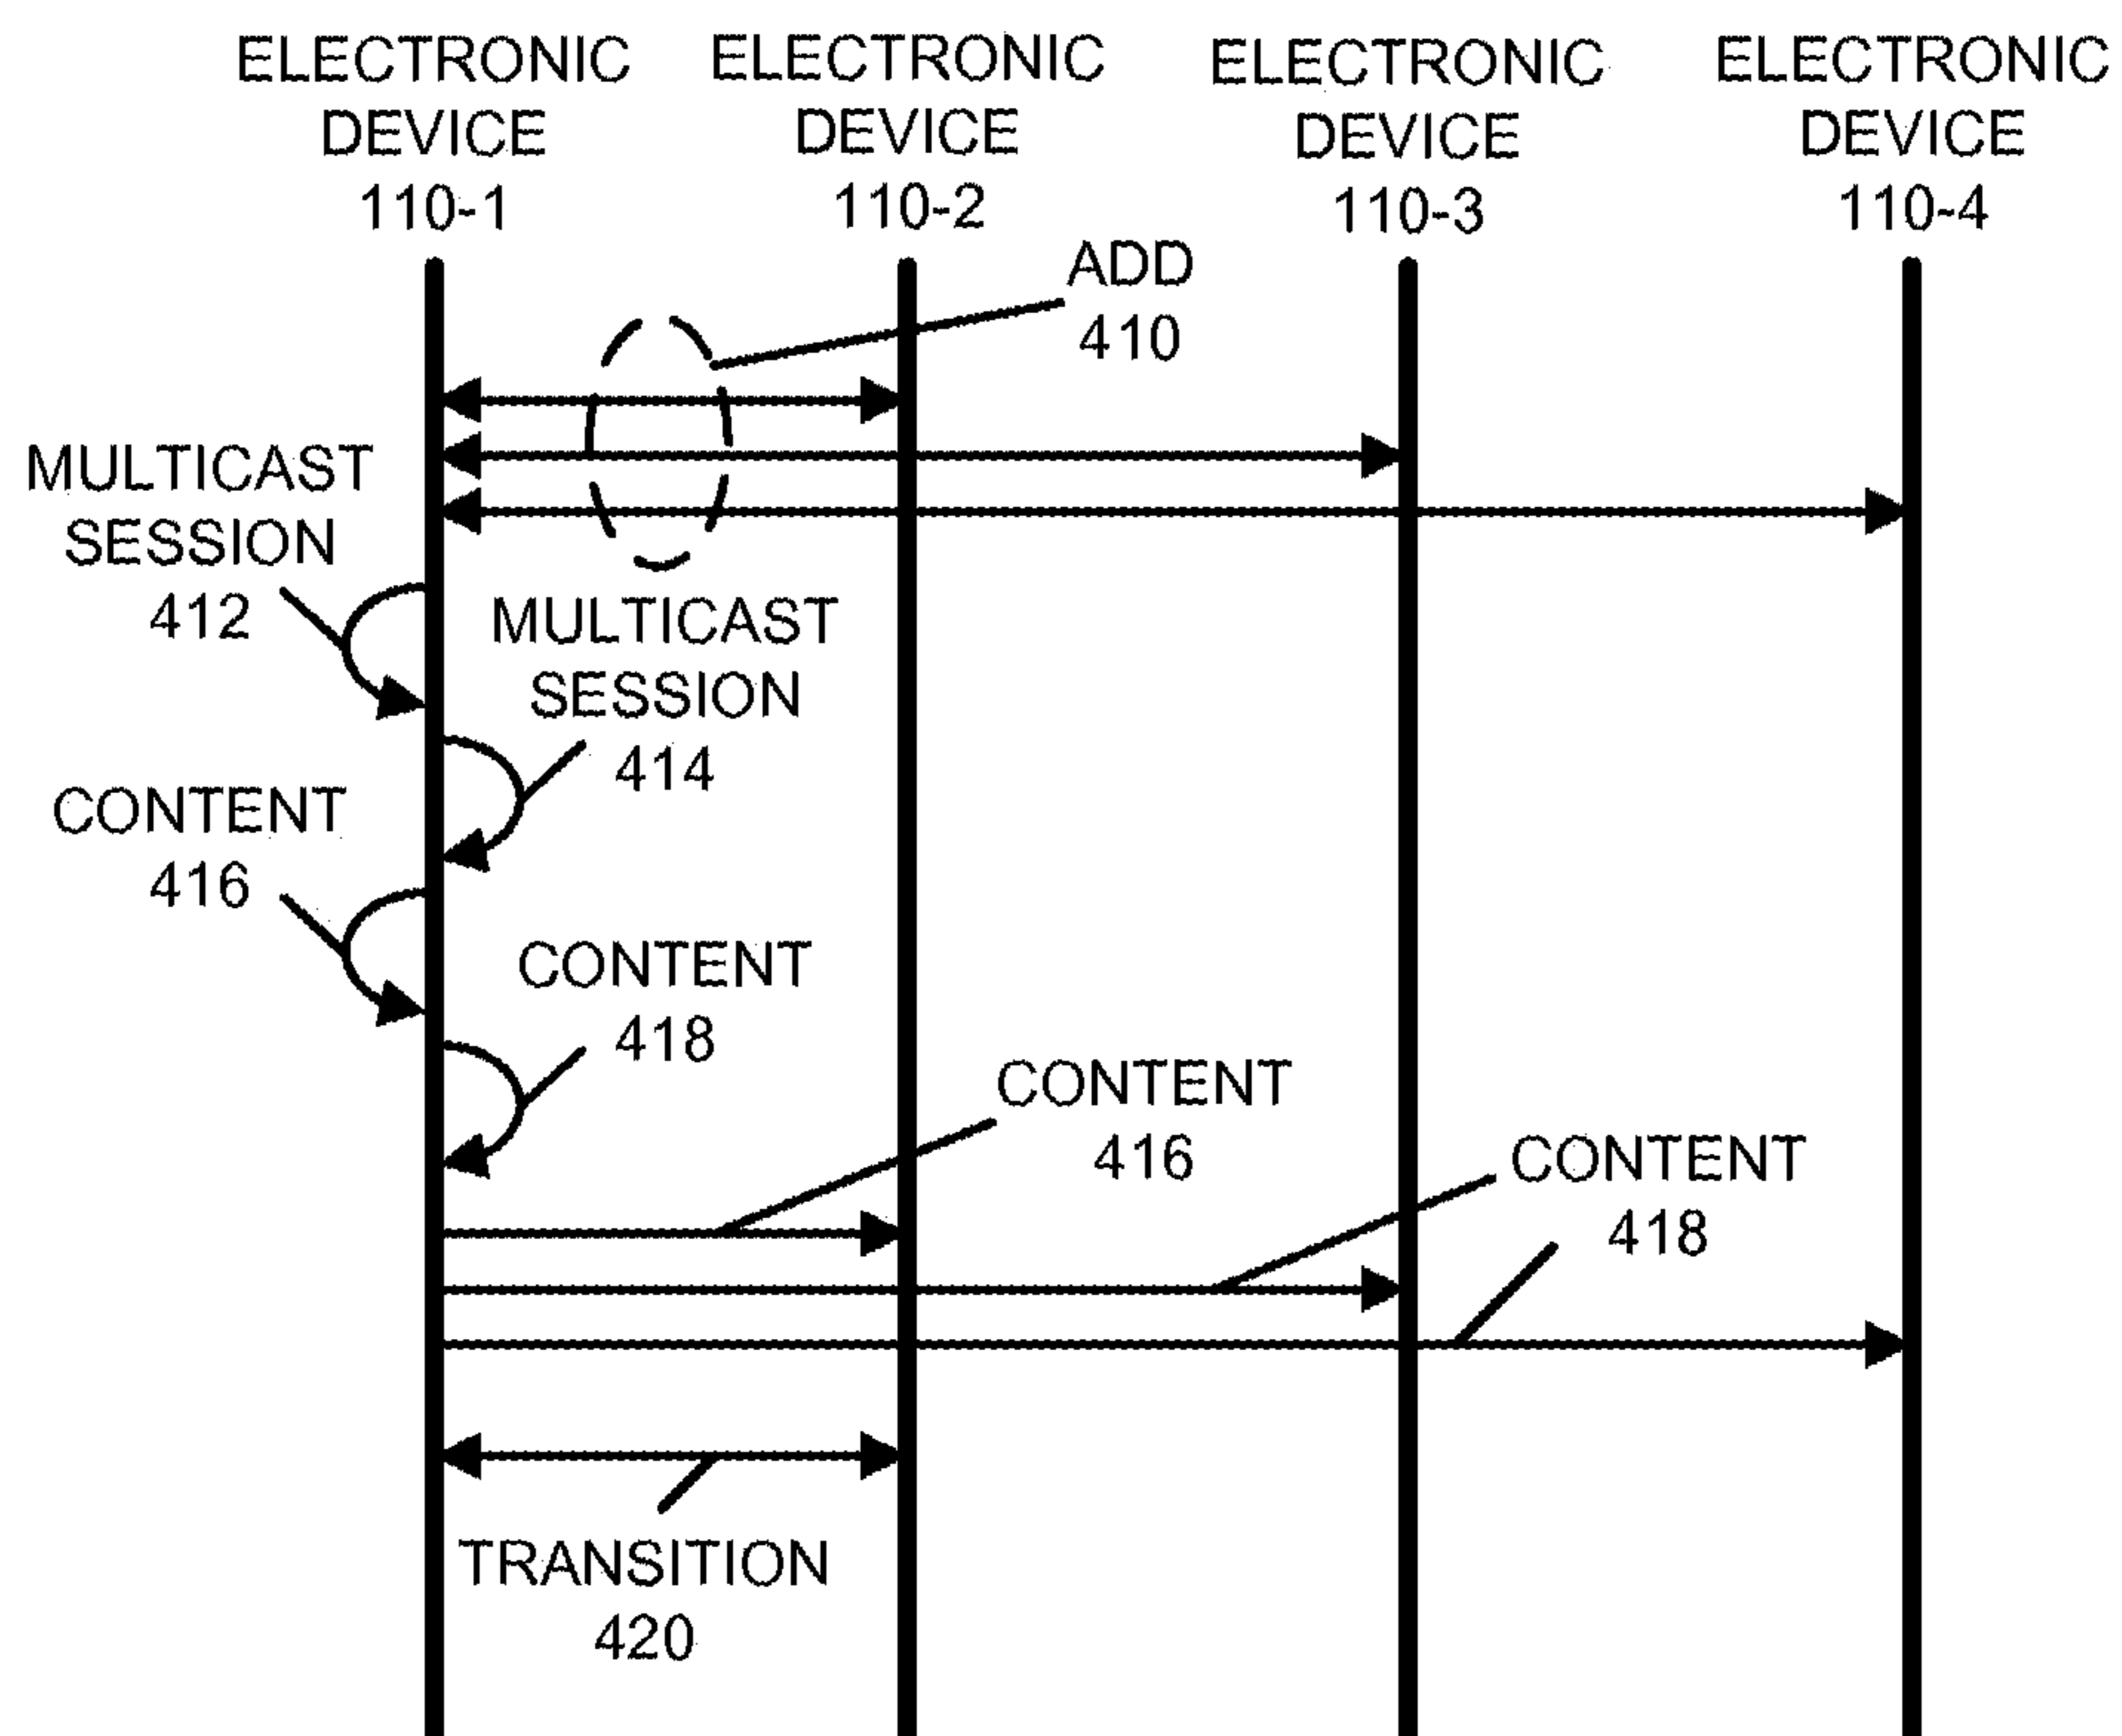 ELECTRONIC
DEVICE
110-1
ELECTRONIC
DEVICE
110-2
ELECTRONIC
DEVICE
110-3
ELECTRONIC
DEVICE
110-4
ADD
410
MULTICAST
SESSION
412
MULTICAST
SESSION
414
CONTENT
416
CONTENT
418
CONTENT
416
CONTENT
418
TRANSITION
420